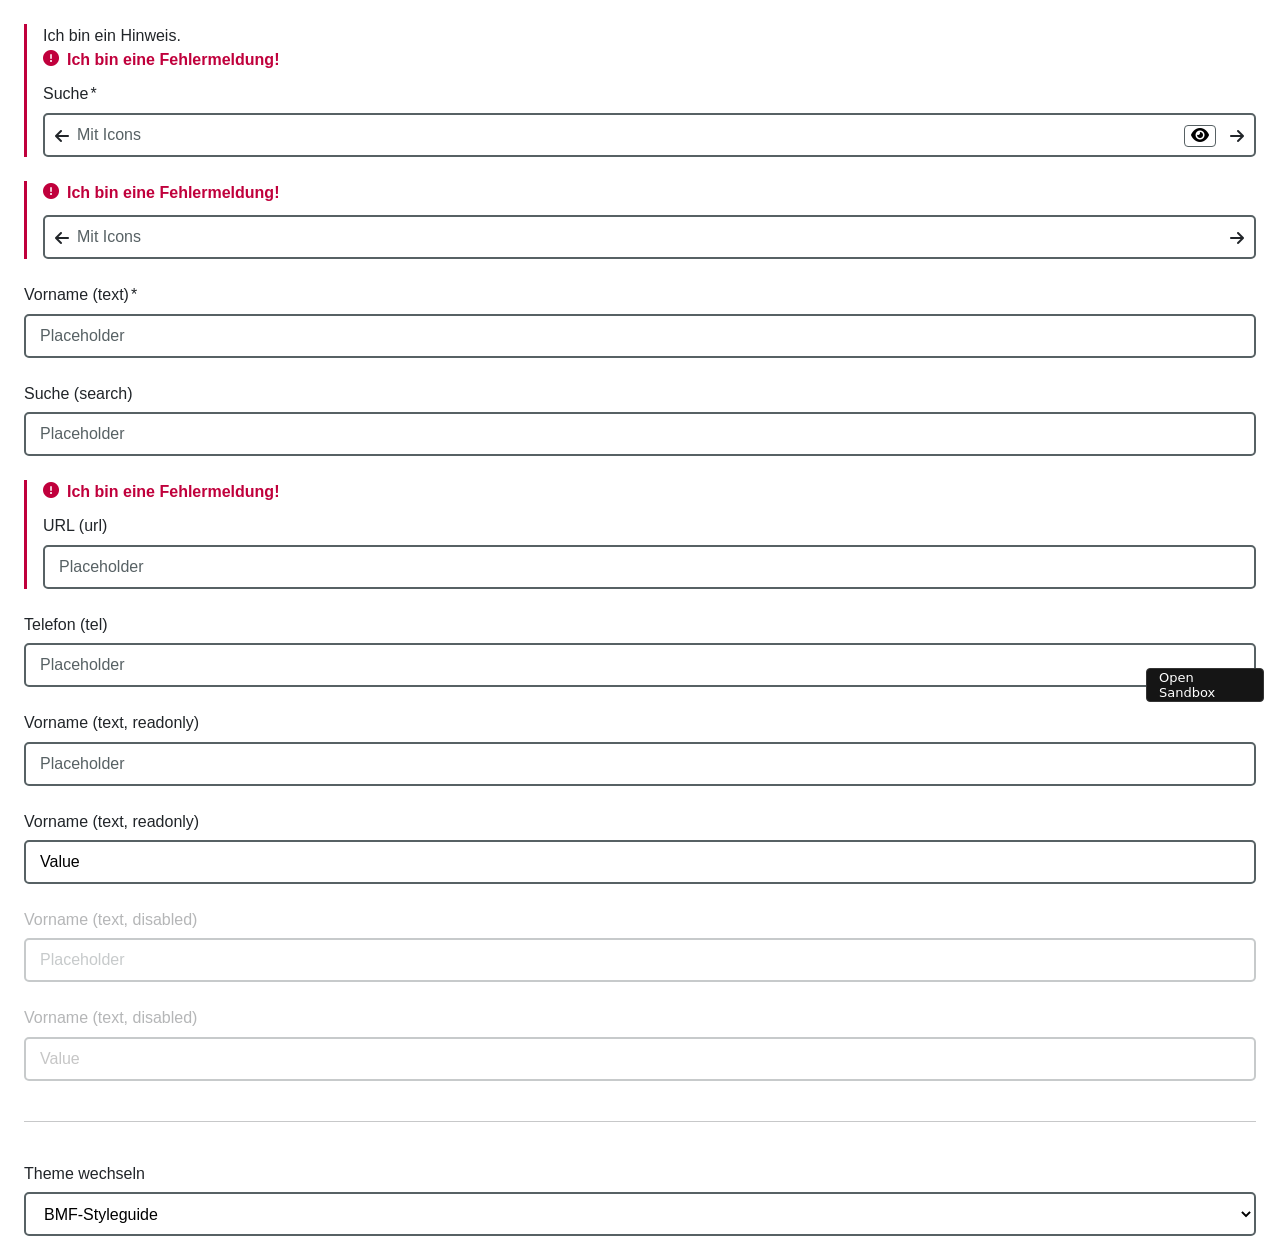 Ich bin ein Hinweis.
Ich bin eine Fehlermeldung!
Suche*
Mit Icons
Ich bin eine Fehlermeldung!
Mit Icons
Vorname (text)*
Placeholder
Suche (search)
Placeholder
Ich bin eine Fehlermeldung!
URL (url)
Placeholder
Telefon (tel)
Placeholder
Open
Sandbox
Vorname (text, readonly)
Placeholder
Vorname (text, readonly)
Value
Vorname (text, disabled)
Placeholder
Vorname (text, disabled)
Value
Theme wechseln
BMF-Styleguide